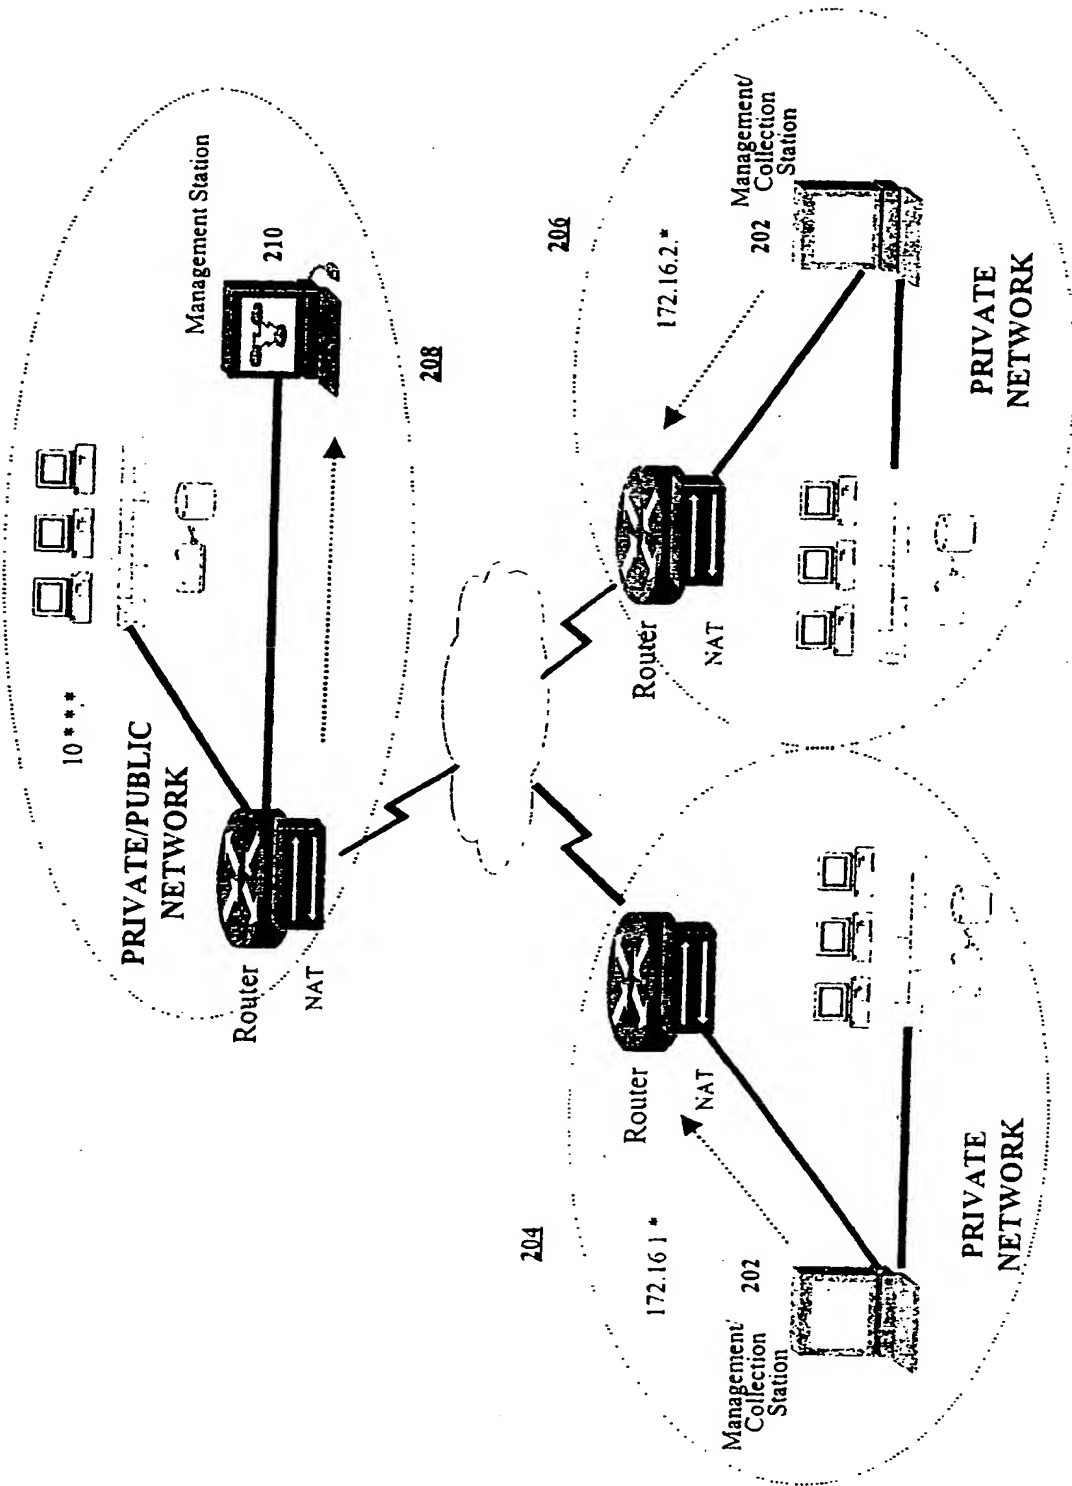 Management Station
210
10 * * *
PRIVATE/PUBLIC
NETWORK
Router
NAT
208
204
172.16 1 *
202
Management/
Collection
Station
Router
NAT
PRIVATE
NETWORK
206
172.16.2.*
202
Management/
Collection
Station
Router
NAT
PRIVATE
NETWORK